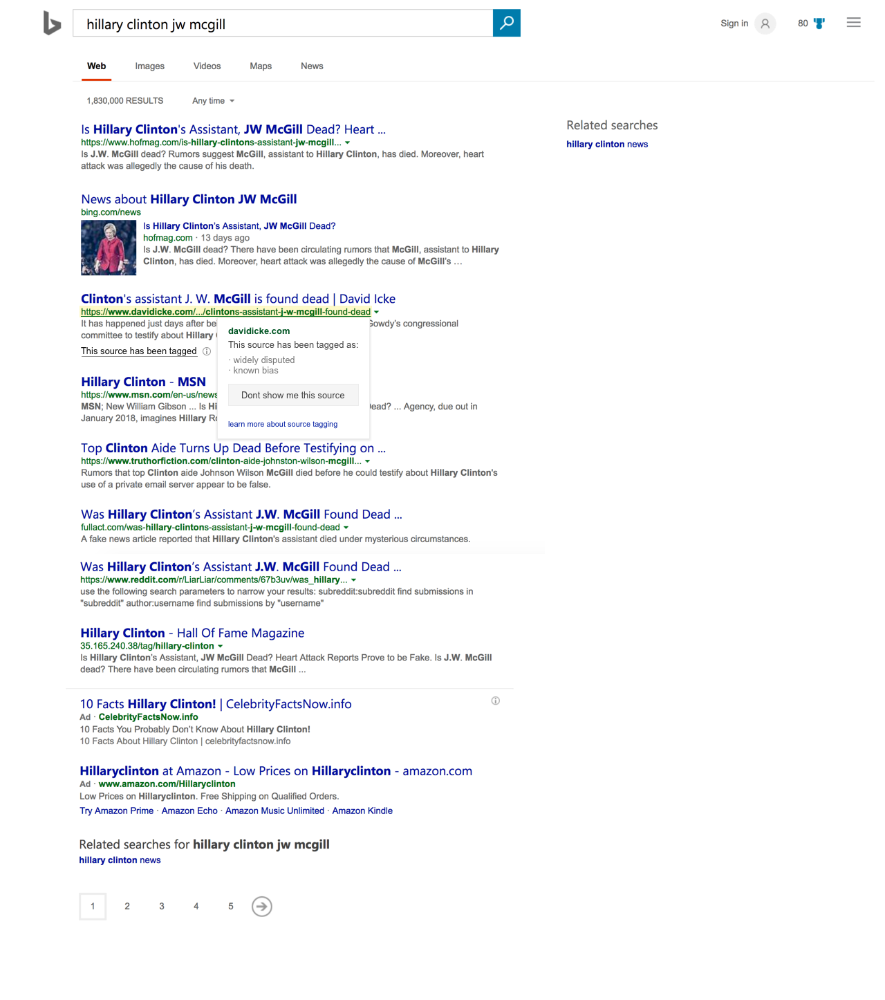 hillary clinton jw mcgill
Sign in
80
Web Images Videos Maps News
1,830,000 RESULTS Any time
Is Hillary Clinton's Assistant, JW McGill Dead? Heart ...
https://www.hofmag.com/is-hillary-clintons-assistant-jw-mcgill...
Is J.W. McGill dead? Rumors suggest McGill, assistant to Hillary Clinton, has died. Moreover, heart
attack was allegedly the cause of his death.
Related searches
hillary clinton news
News about Hillary Clinton JW McGill
bing.com/news
Is Hillary Clinton's Assistant, JW McGill Dead?
hofmag.com · 13 days ago
Is J.W. McGill dead? There have been circulating rumors that McGill, assistant to Hillary
Clinton, has died. Moreover, heart attack was allegedly the cause of McGill's …
Clinton's assistant J. W. McGill is found dead | David Icke
https://www.davidicke.com/.../clintons-assistant-j-w-mcgill-found-dead
It has happened just days after be Gowdy's congressional
committee to testify about Hillary
This source has been tagged
davidicke.com
This source has been tagged as:
· widely disputed
· known bias
Dont show me this source
learn more about source tagging
Hillary Clinton - MSN
https://www.msn.com/en-us/news
MSN; New William Gibson ... Is Hi Dead? ... Agency, due out in
January 2018, imagines Hillary Ro
Top Clinton Aide Turns Up Dead Before Testifying on ...
https://www.truthorfiction.com/clinton-aide-johnston-wilson-mcgill...
Rumors that top Clinton aide Johnson Wilson McGill died before he could testify about Hillary Clinton's
use of a private email server appear to be false.
Was Hillary Clinton's Assistant J.W. McGill Found Dead ...
fullact.com/was-hillary-clintons-assistant-j-w-mcgill-found-dead
A fake news article reported that Hillary Clinton's assistant died under mysterious circumstances.
Was Hillary Clinton's Assistant J.W. McGill Found Dead ...
https://www.reddit.com/r/LiarLiar/comments/67b3uv/was_hillary...
use the following search parameters to narrow your results: subreddit:subreddit find submissions in
"subreddit" author:username find submissions by "username"
Hillary Clinton - Hall Of Fame Magazine
35.165.240.38/tag/hillary-clinton
Is Hillary Clinton's Assistant, JW McGill Dead? Heart Attack Reports Prove to be Fake. Is J.W. McGill
dead? There have been circulating rumors that McGill ...
10 Facts Hillary Clinton! | CelebrityFactsNow.info
Ad · CelebrityFactsNow.info
10 Facts You Probably Don't Know About Hillary Clinton!
10 Facts About Hillary Clinton | celebrityfactsnow.info
Hillaryclinton at Amazon - Low Prices on Hillaryclinton - amazon.com
Ad · www.amazon.com/Hillaryclinton
Low Prices on Hillaryclinton. Free Shipping on Qualified Orders.
Try Amazon Prime · Amazon Echo · Amazon Music Unlimited · Amazon Kindle
Related searches for hillary clinton jw mcgill
hillary clinton news
1 2 3 4 5